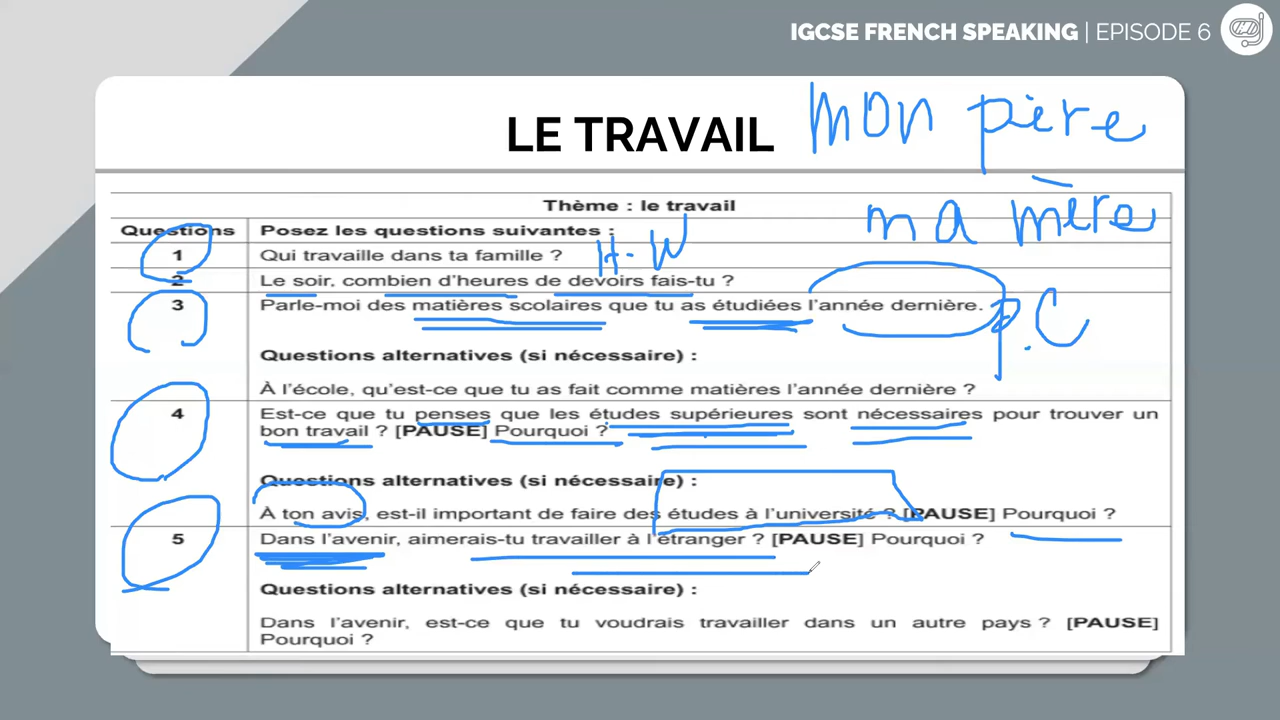 IGCSE FRENCH SPEAKING | EPISODE 6
LE TRAVAIL
mon père
ma mère
Thème : le travail
Questions Posez les questions suivantes :
H.W
1 Qui travaille dans ta famille ?
2 Le soir, combien d'heures de devoirs fais-tu ?
3 Parle-moi des matières scolaires que tu as étudiées l'année dernière.
P.C
Questions alternatives (si nécessaire) :
À l'école, qu'est-ce que tu as fait comme matières l'année dernière ?
4 Est-ce que tu penses que les études supérieures sont nécessaires pour trouver un
bon travail ? [PAUSE] Pourquoi ?
Questions alternatives (si nécessaire) :
À ton avis, est-il important de faire des études à l'université ? [PAUSE] Pourquoi ?
5 Dans l'avenir, aimerais-tu travailler à l'étranger ? [PAUSE] Pourquoi ?
Questions alternatives (si nécessaire) :
Dans l'avenir, est-ce que tu voudrais travailler dans un autre pays ? [PAUSE]
Pourquoi ?